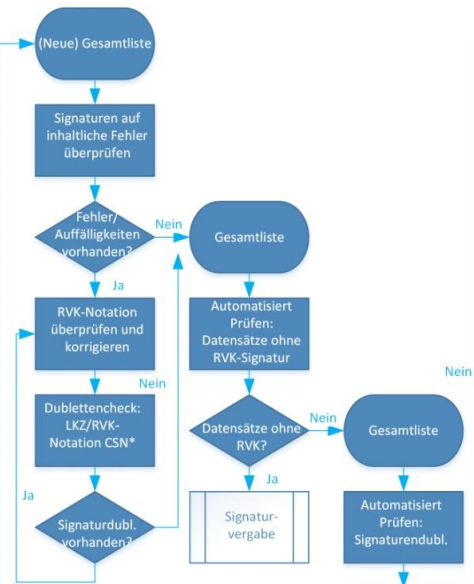 (Neue) Gesamtliste
Signaturen auf
inhaltliche Fehler
überprüfen
Fehler/
Auffälligkeiten
vorhanden?
Nein
Ja
RVK-Notation
überprüfen und
korrigieren
Nein
Dublettencheck:
LKZ/RVK-
Notation CSN*
Ja
Signaturdubl.
vorhanden?
Gesamtliste
Automatisiert
Prüfen:
Datensätze ohne
RVK-Signatur
Datensätze ohne
RVK?
Nein
Ja
Signatur-
vergabe
Nein
Gesamtliste
Automatisiert
Prüfen:
Signaturendubl.